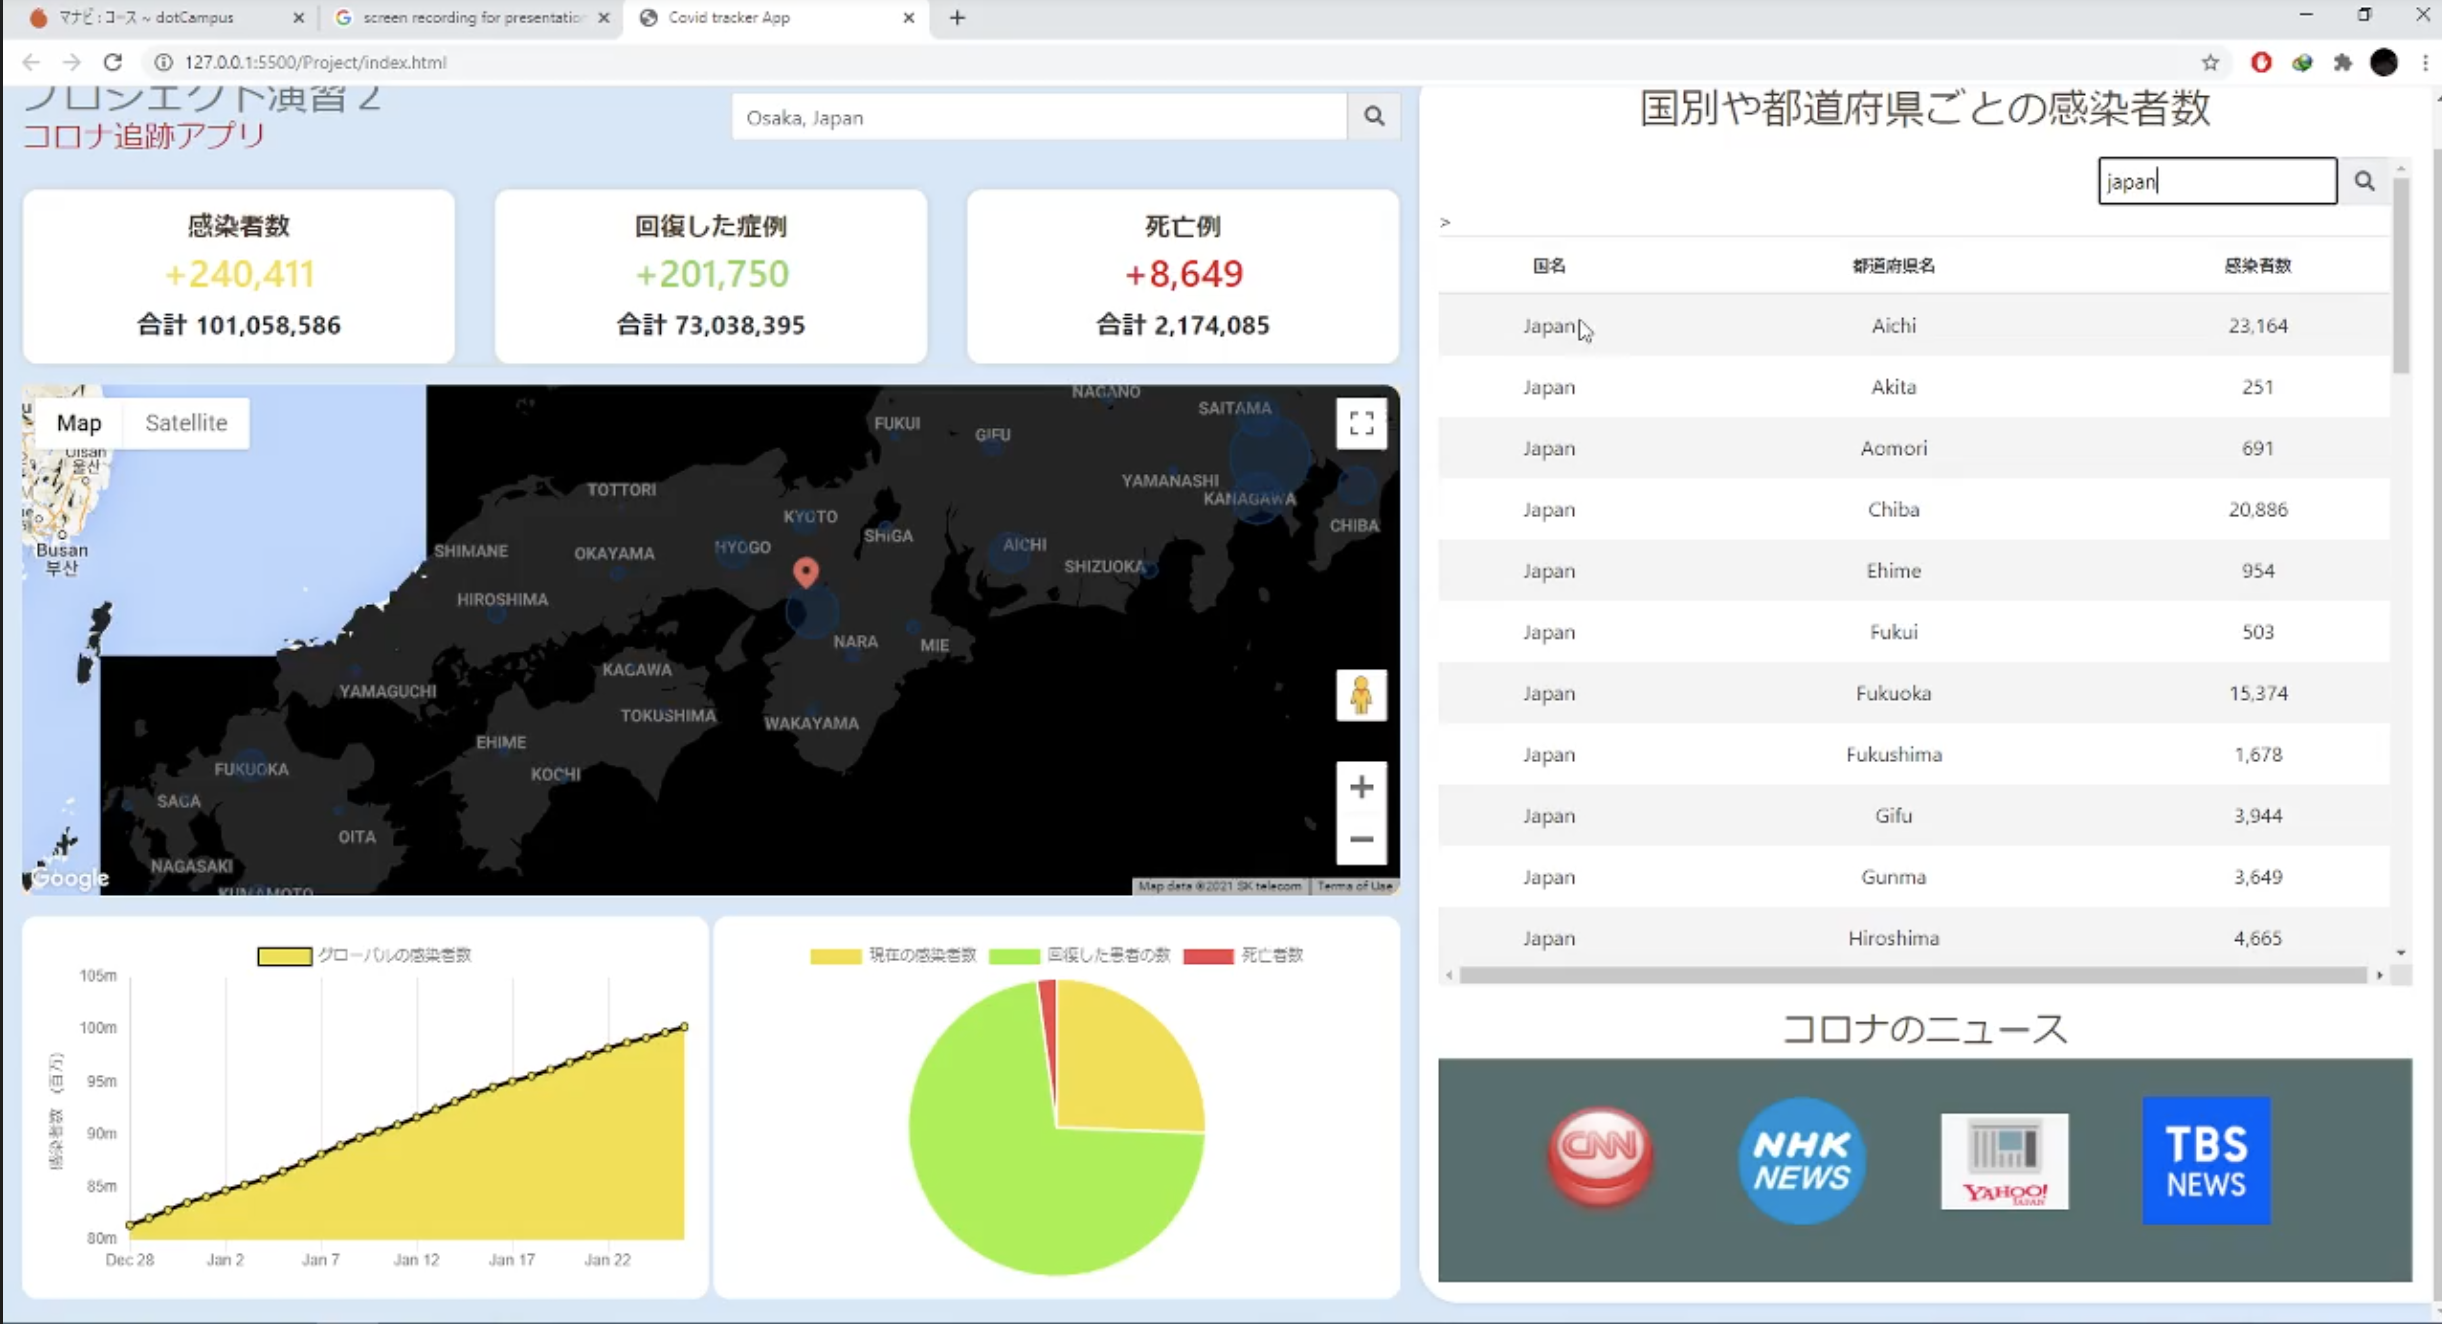 マナビ : コース ~ dotCampus
screen recording for presentatio
Covid tracker App
127.0.0.1:5500/Project/index.html
プロジェクト演習 2
コロナ追跡アプリ
Osaka, Japan
感染者数
+240,411
合計 101,058,586
回復した症例
+201,750
合計 73,038,395
死亡例
+8,649
合計 2,174,085
Map
Satellite
NAGANO
SAITAMA
FUKUI
GIFU
Ulsan
울산
YAMANASHI
TOTTORI
KANAGAWA
KYOTO
CHIBA
SHIGA
SHIMANE
OKAYAMA
HYOGO
AICHI
Busan
부산
SHIZUOKA
HIROSHIMA
NARA
MIE
KAGAWA
YAMAGUCHI
TOKUSHIMA
WAKAYAMA
EHIME
FUKUOKA
KOCHI
SAGA
OITA
NAGASAKI
Google
KUMAMOTO
Map data ©2021 SK telecom
Terms of Use
グローバルの感染者数
感染者数 (百万)
105m
100m
95m
90m
85m
80m
Dec 28
Jan 2
Jan 7
Jan 12
Jan 17
Jan 22
現在の感染者数
回復した患者の数
死亡者数
国別や都道府県ごとの感染者数
japan
>
国名 都道府県名 感染者数
Japan Aichi 23,164
Japan Akita 251
Japan Aomori 691
Japan Chiba 20,886
Japan Ehime 954
Japan Fukui 503
Japan Fukuoka 15,374
Japan Fukushima 1,678
Japan Gifu 3,944
Japan Gunma 3,649
Japan Hiroshima 4,665
コロナのニュース
CNN
NHK
NEWS
YAHOO!
JAPAN
TBS
NEWS